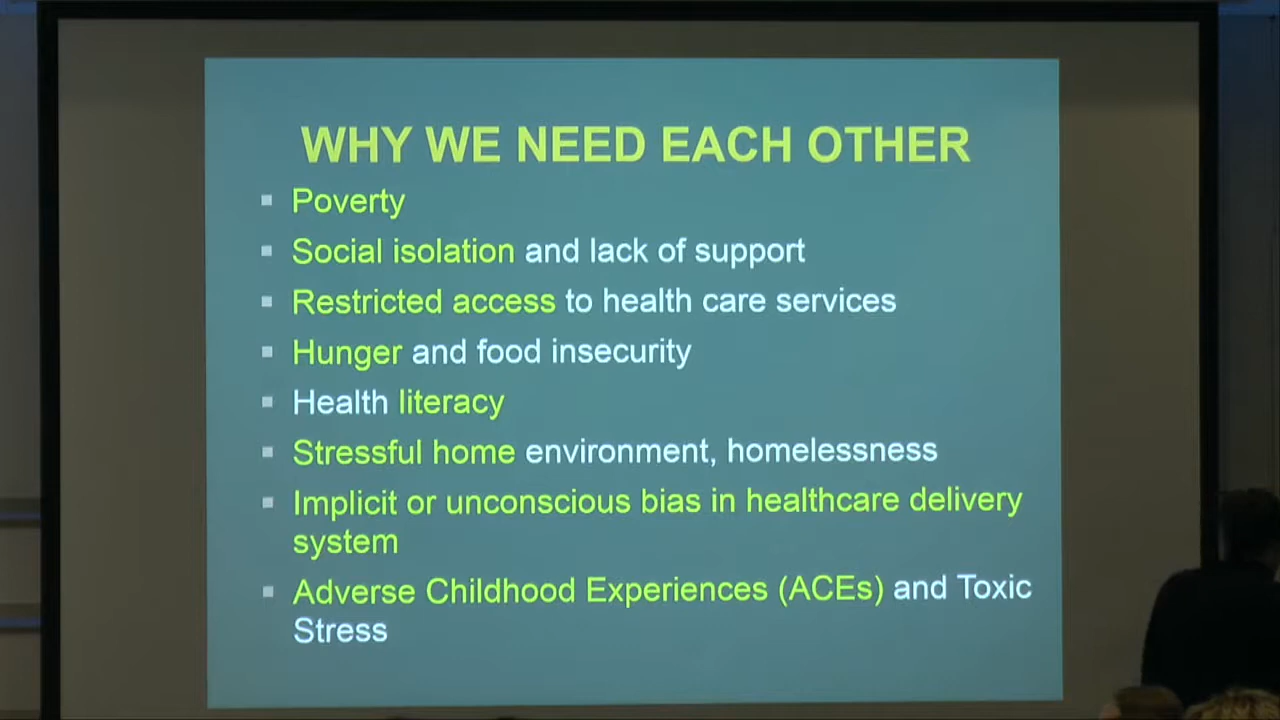 WHY WE NEED EACH OTHER
Poverty
Social isolation and lack of support
Restricted access to health care services
Hunger and food insecurity
Health literacy
Stressful home environment, homelessness
Implicit or unconscious bias in healthcare delivery
system
Adverse Childhood Experiences (ACEs) and Toxic
Stress